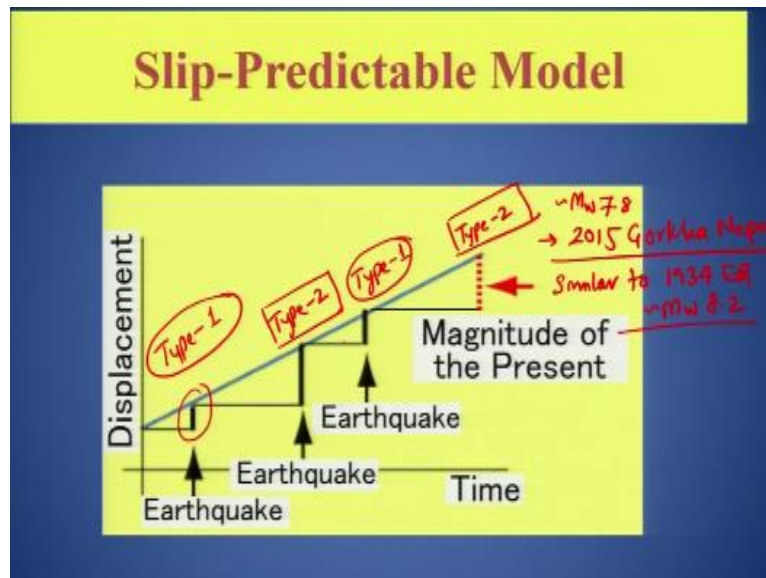 Slip-Predictable Model
Displacement
Type-1
Type-2
Type-1
Type-2
~Mw 7.8
→ 2015 Gorkha Nepa
Similar to 1934 EQ
~Mw 8.2
Magnitude of
the Present
Earthquake
Earthquake
Earthquake
Time